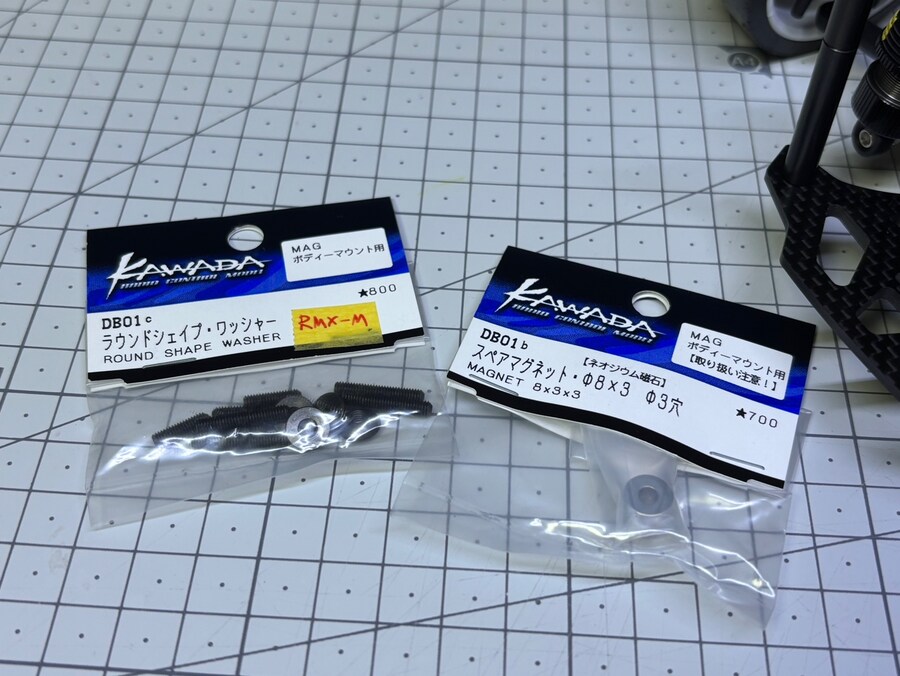 KAWADA
RADIO CONTROL MODEL
MAG
ボディーマウント用
★800
DB01c
ラウンドシェイプ・ワッシャー
ROUND SHAPE WASHER
RMX-M
KAWADA
RADIO CONTROL MODEL
MAG
ボディーマウント用
【取り扱い注意!】
DB01b
【ネオジウム磁石】
スペアマグネット・Φ8×3 Φ3穴
MAGNET 8×3×3
★700
A4